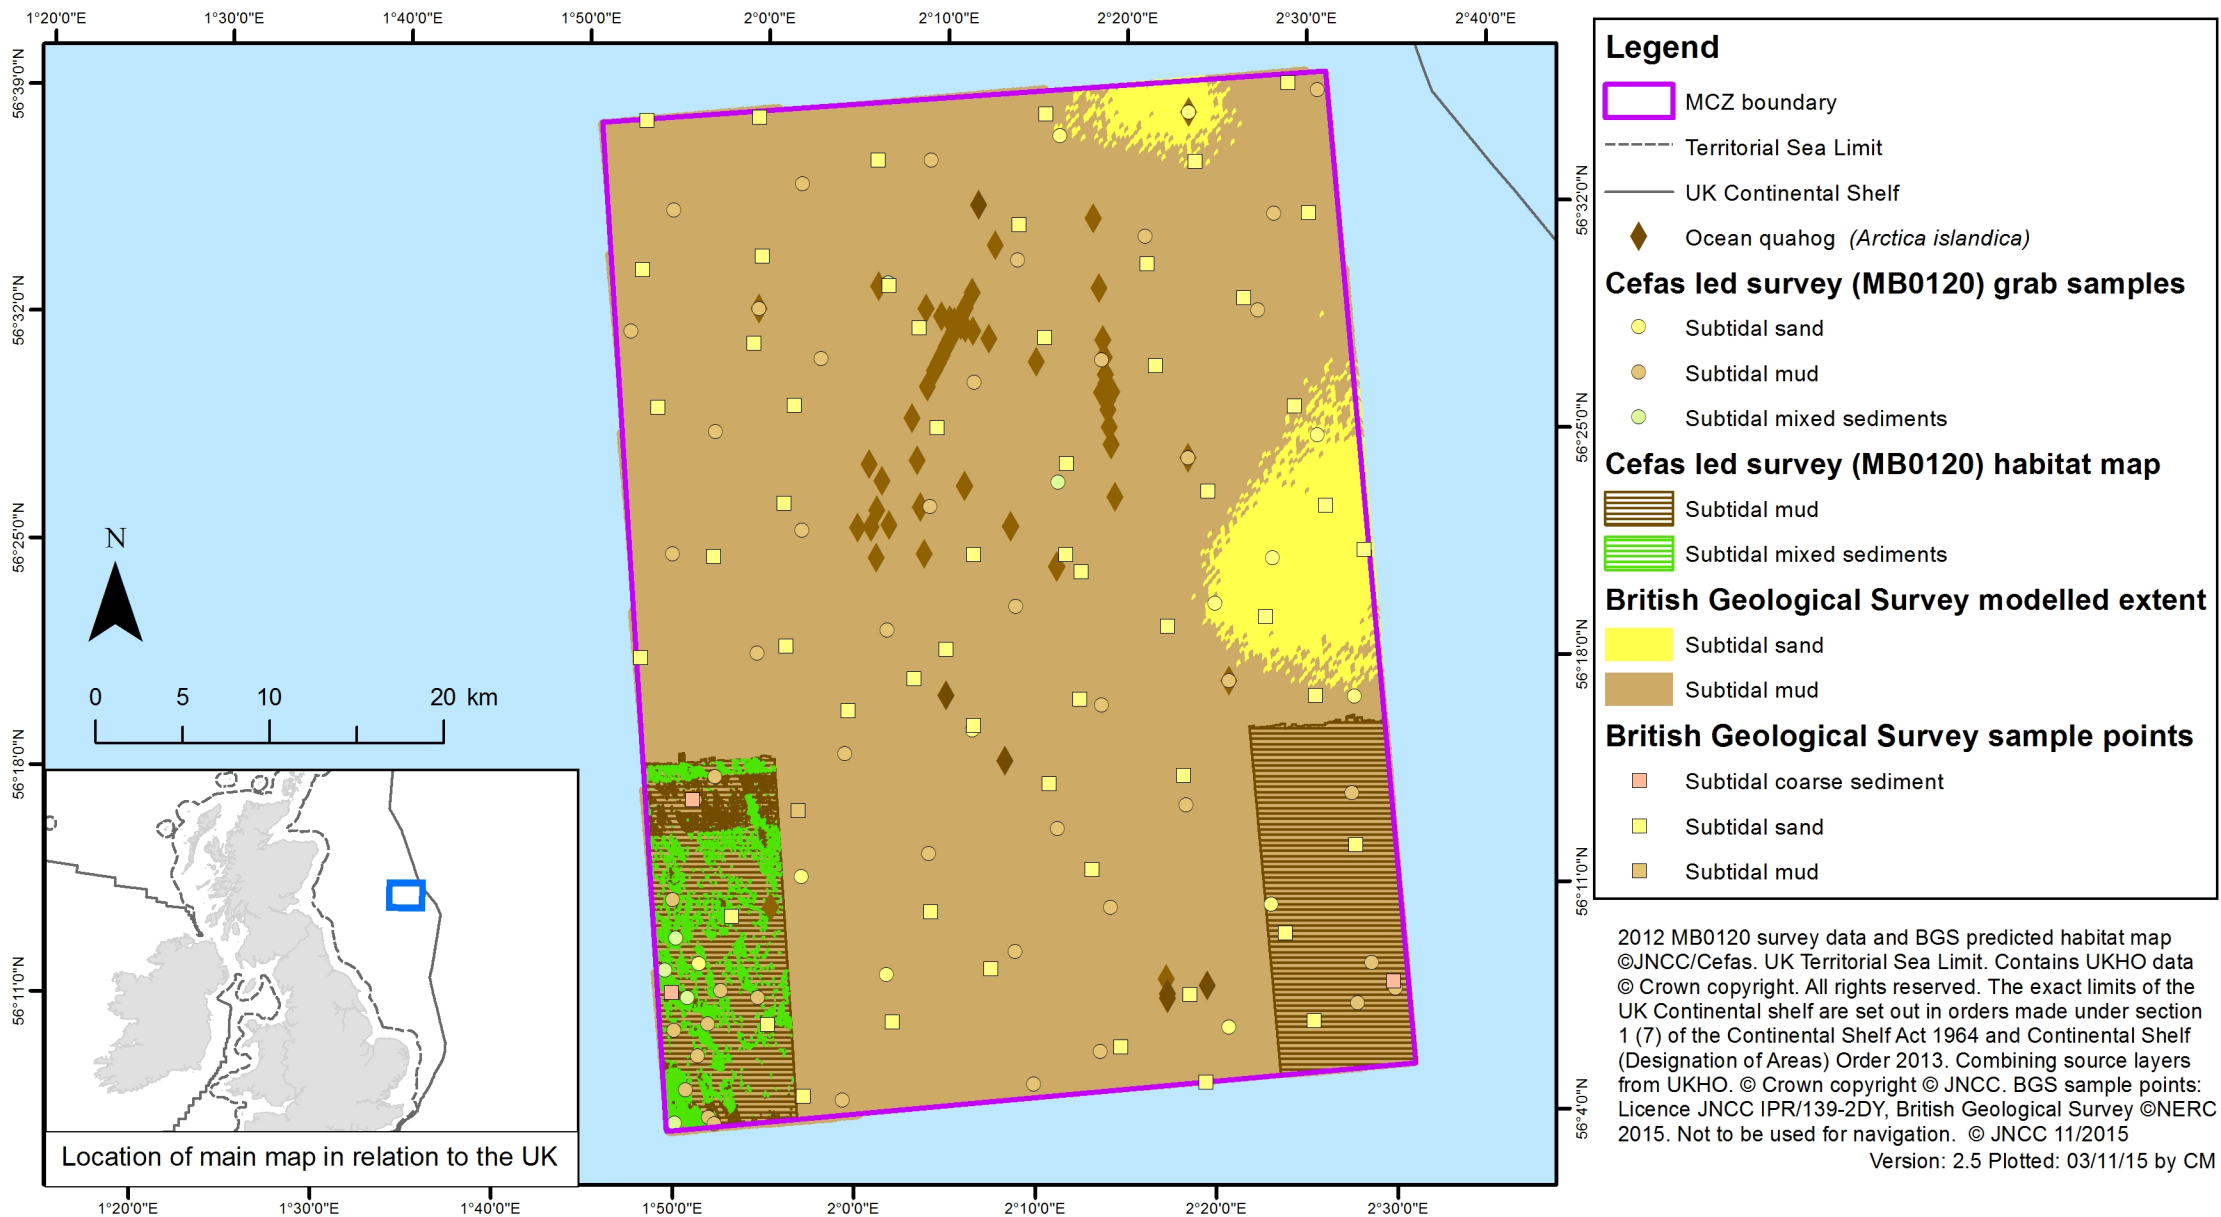 1°20'0"E 1°30'0"E 1°40'0"E 1°50'0"E 2°0'0"E 2°10'0"E 2°20'0"E 2°30'0"E 2°40'0"E
56°39'0"N
56°32'0"N
56°25'0"N
56°18'0"N
56°11'0"N
56°32'0"N
56°25'0"N
56°18'0"N
56°11'0"N
56°4'0"N
N
0 5 10 20 km
Location of main map in relation to the UK
1°20'0"E 1°30'0"E 1°40'0"E 1°50'0"E 2°0'0"E 2°10'0"E 2°20'0"E 2°30'0"E
Legend
MCZ boundary
Territorial Sea Limit
UK Continental Shelf
Ocean quahog (Arctica islandica)
Cefas led survey (MB0120) grab samples
Subtidal sand
Subtidal mud
Subtidal mixed sediments
Cefas led survey (MB0120) habitat map
Subtidal mud
Subtidal mixed sediments
British Geological Survey modelled extent
Subtidal sand
Subtidal mud
British Geological Survey sample points
Subtidal coarse sediment
Subtidal sand
Subtidal mud
2012 MB0120 survey data and BGS predicted habitat map
©JNCC/Cefas. UK Territorial Sea Limit. Contains UKHO data
© Crown copyright. All rights reserved. The exact limits of the
UK Continental shelf are set out in orders made under section
1 (7) of the Continental Shelf Act 1964 and Continental Shelf
(Designation of Areas) Order 2013. Combining source layers
from UKHO. © Crown copyright © JNCC. BGS sample points:
Licence JNCC IPR/139-2DY, British Geological Survey ©NERC
2015. Not to be used for navigation. © JNCC 11/2015
Version: 2.5 Plotted: 03/11/15 by CM